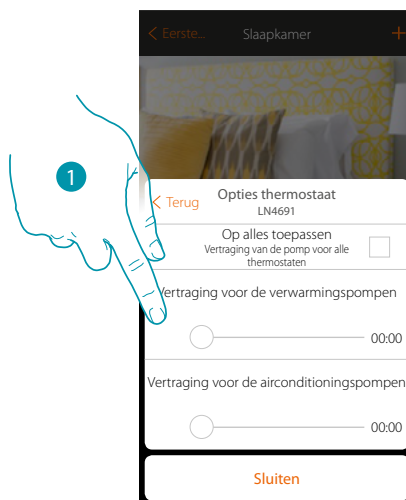 Eerste...
Slaapkamer
1
Terug
Opties thermostaat
LN4691
Op alles toepassen
Vertraging van de pomp voor alle
thermostaten
Vertraging voor de verwarmingspompen
00:00
Vertraging voor de airconditioningspompen
00:00
Sluiten